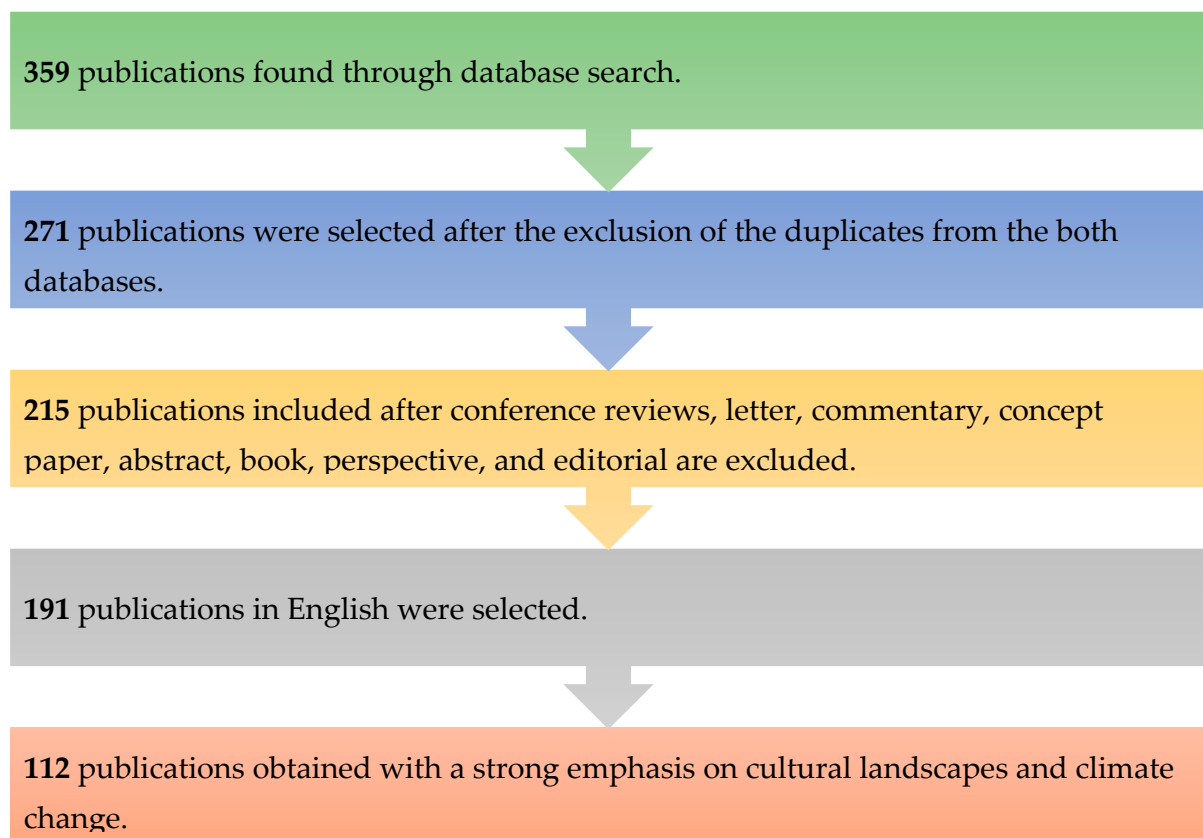 359 publications found through database search.
271 publications were selected after the exclusion of the duplicates from the both
databases.
215 publications included after conference reviews, letter, commentary, concept
paper, abstract, book, perspective, and editorial are excluded.
191 publications in English were selected.
112 publications obtained with a strong emphasis on cultural landscapes and climate
change.